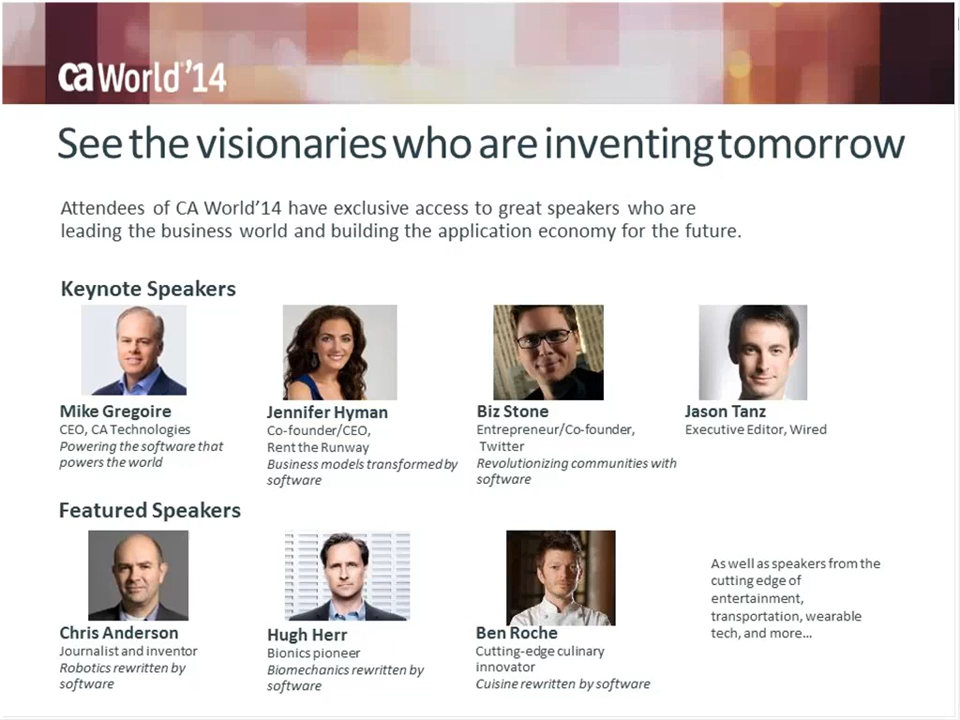 ca World'14
See the visionaries who are inventing tomorrow
Attendees of CA World'14 have exclusive access to great speakers who are
leading the business world and building the application economy for the future.
Keynote Speakers
Mike Gregoire
CEO, CA Technologies
Powering the software that
powers the world
Jennifer Hyman
Co-founder/CEO,
Rent the Runway
Business models transformed by
software
Biz Stone
Entrepreneur/Co-founder,
Twitter
Revolutionizing communities with
software
Jason Tanz
Executive Editor, Wired
Featured Speakers
Chris Anderson
Journalist and inventor
Robotics rewritten by
software
Hugh Herr
Bionics pioneer
Biomechanics rewritten by
software
Ben Roche
Cutting-edge culinary
innovator
Cuisine rewritten by software
As well as speakers from the
cutting edge of
entertainment,
transportation, wearable
tech, and more…